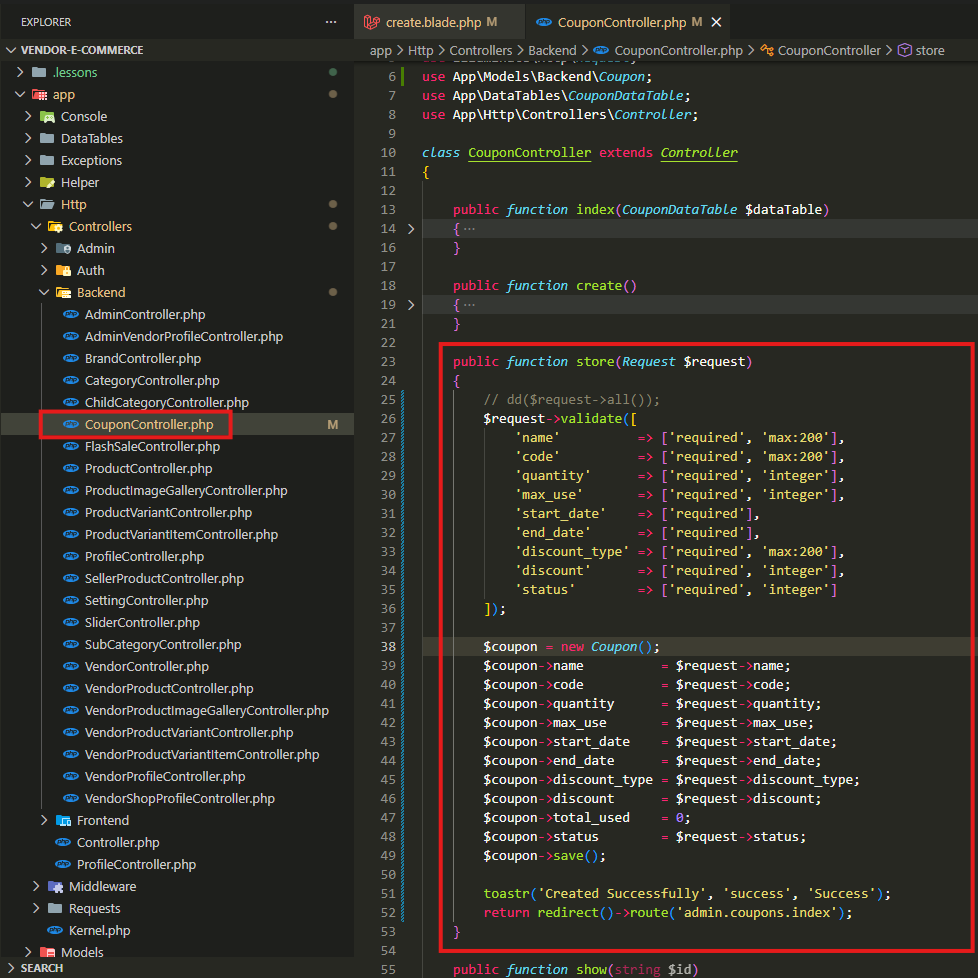 EXPLORER
VENDOR-E-COMMERCE
.lessons
app
Console
DataTables
Exceptions
Helper
Http
Controllers
Admin
Auth
Backend
AdminController.php
AdminVendorProfileController.php
BrandController.php
CategoryController.php
ChildCategoryController.php
CouponController.php M
FlashSaleController.php
ProductController.php
ProductImageGalleryController.php
ProductVariantController.php
ProductVariantItemController.php
ProfileController.php
SellerProductController.php
SettingController.php
SliderController.php
SubCategoryController.php
VendorController.php
VendorProductController.php
VendorProductImageGalleryController.php
VendorProductVariantController.php
VendorProductVariantItemController.php
VendorProfileController.php
VendorShopProfileController.php
Frontend
Controller.php
ProfileController.php
Middleware
Requests
Kernel.php
Models
SEARCH
create.blade.php M
CouponController.php M
app > Http > Controllers > Backend > CouponController.php > CouponController > store
6 use App\Models\Backend\Coupon;
7 use App\DataTables\CouponDataTable;
8 use App\Http\Controllers\Controller;
9
10 class CouponController extends Controller
11 {
12
13 public function index(CouponDataTable $dataTable)
14 { ···
16 }
17
18 public function create()
19 { ···
21 }
22
23 public function store(Request $request)
24 {
25 // dd($request->all());
26 $request->validate([
27 'name' => ['required', 'max:200'],
28 'code' => ['required', 'max:200'],
29 'quantity' => ['required', 'integer'],
30 'max_use' => ['required', 'integer'],
31 'start_date' => ['required'],
32 'end_date' => ['required'],
33 'discount_type' => ['required', 'max:200'],
34 'discount' => ['required', 'integer'],
35 'status' => ['required', 'integer']
36 ]);
37
38 $coupon = new Coupon();
39 $coupon->name = $request->name;
40 $coupon->code = $request->code;
41 $coupon->quantity = $request->quantity;
42 $coupon->max_use = $request->max_use;
43 $coupon->start_date = $request->start_date;
44 $coupon->end_date = $request->end_date;
45 $coupon->discount_type = $request->discount_type;
46 $coupon->discount = $request->discount;
47 $coupon->total_used = 0;
48 $coupon->status = $request->status;
49 $coupon->save();
50
51 toastr('Created Successfully', 'success', 'Success');
52 return redirect()->route('admin.coupons.index');
53 }
54
55 public function show(string $id)